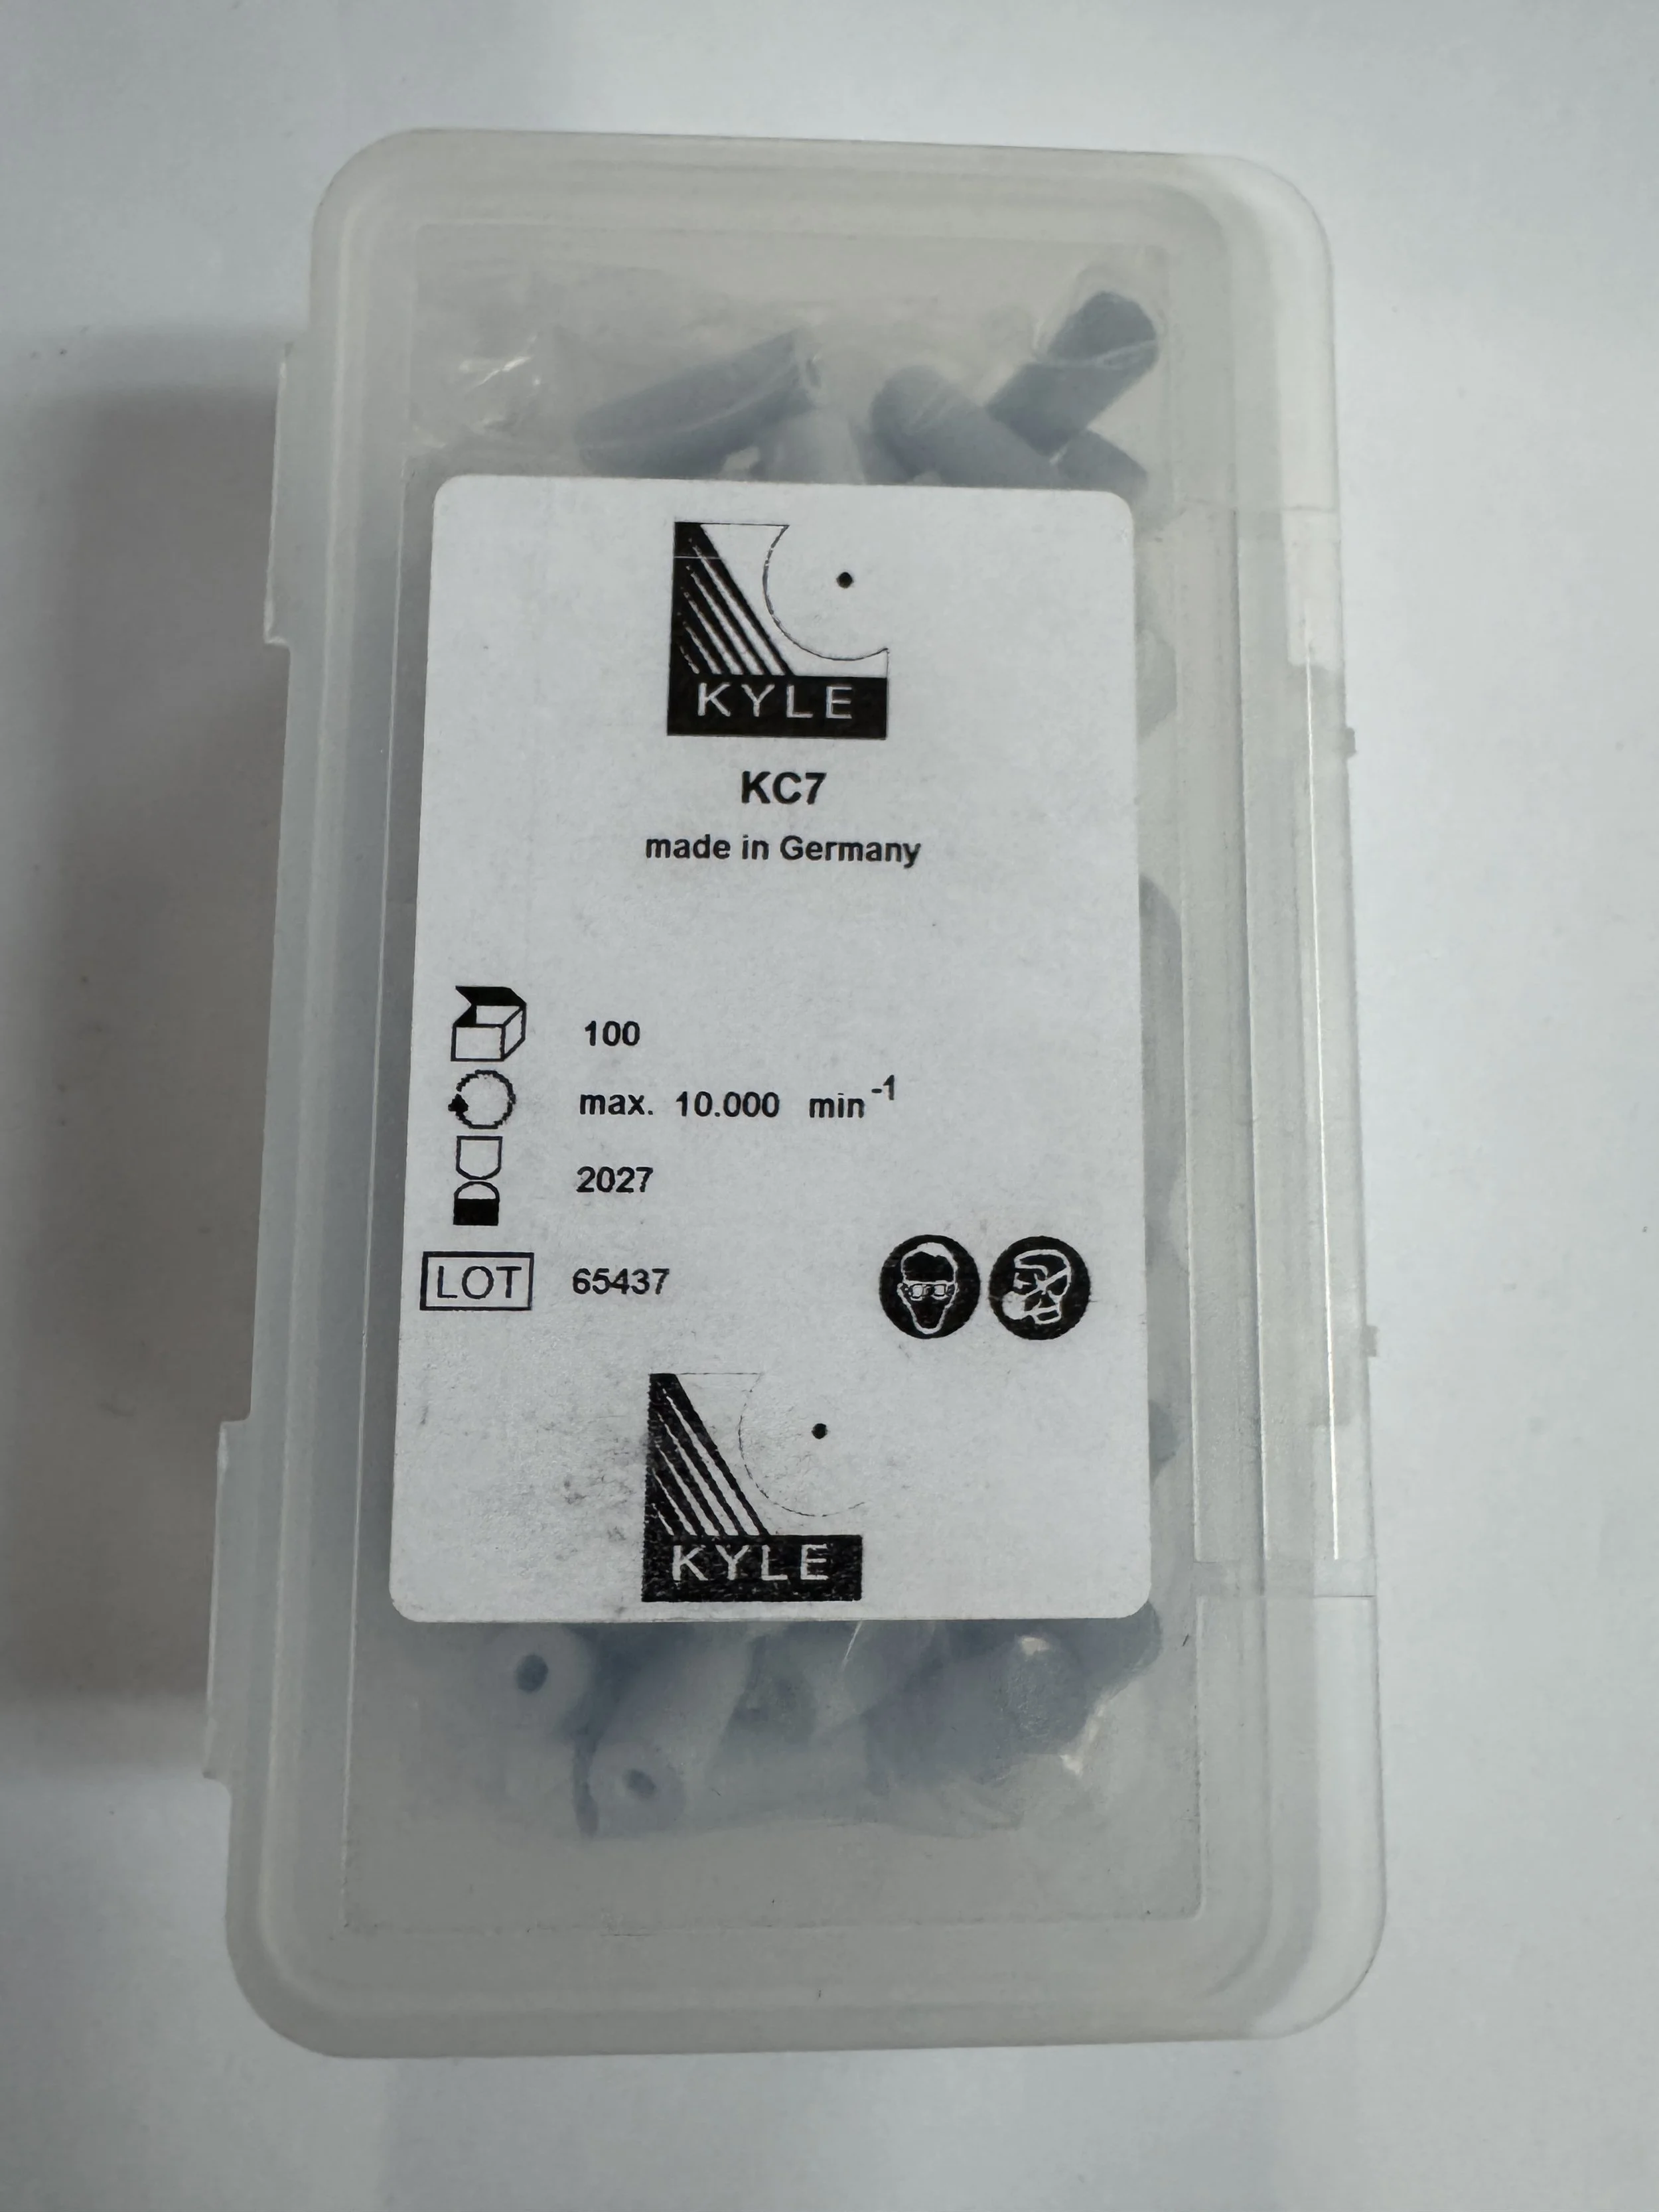 KYLE
KC7
made in Germany
100
max. 10.000 min⁻¹
2027
LOT 65437
KYLE